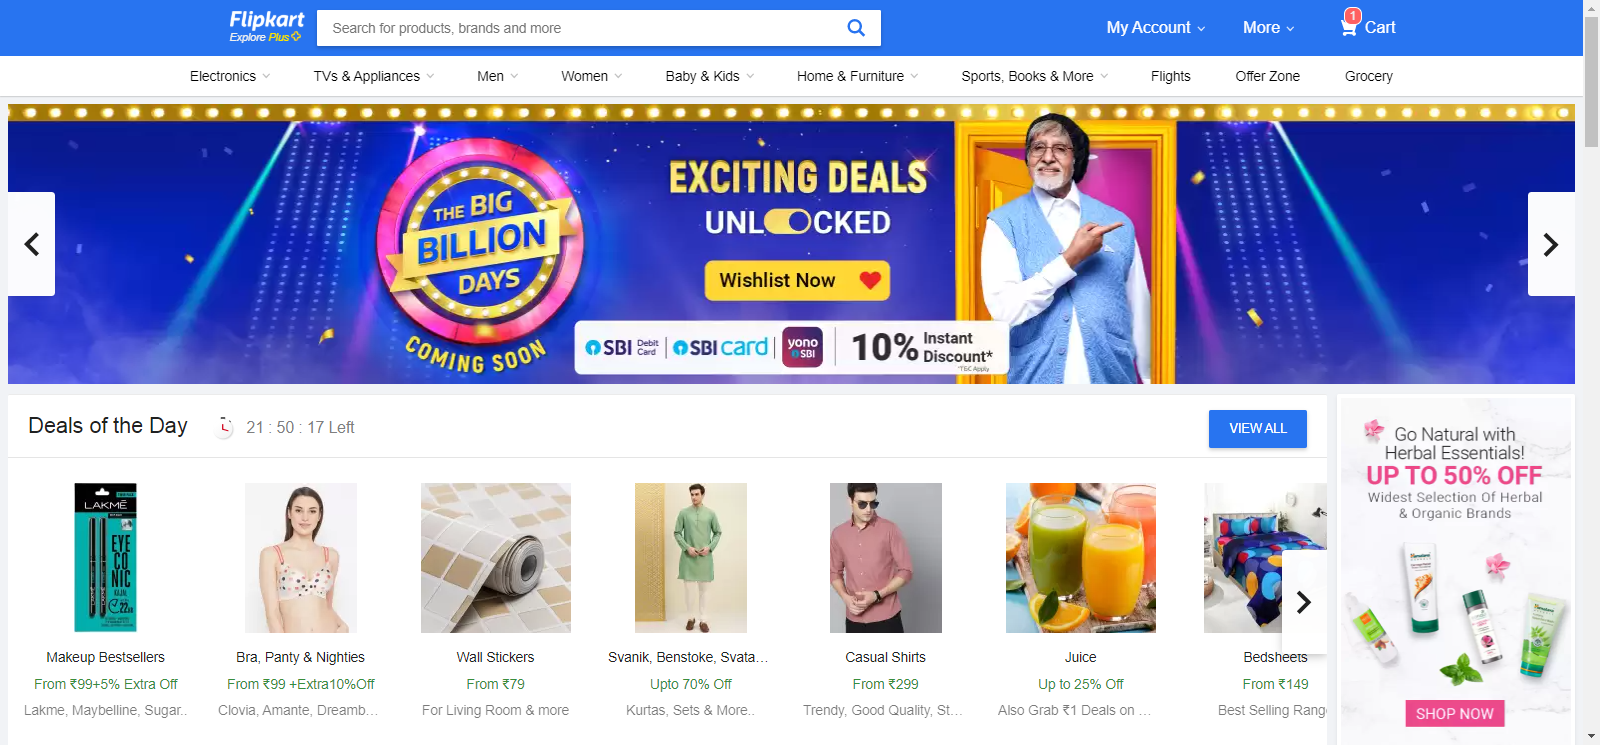 Flipkart
Explore Plus
Search for products, brands and more
My Account
More
1
Cart
Electronics
TVs & Appliances
Men
Women
Baby & Kids
Home & Furniture
Sports, Books & More
Flights
Offer Zone
Grocery
THE BIG
BILLION
DAYS
COMING SOON
EXCITING DEALS
UNLOCKED
Wishlist Now
SBI Debit Card
SBI card
yono
SBI
10% Instant Discount*
*T&C Apply
Deals of the Day
21 : 50 : 17 Left
VIEW ALL
LAKMÉ
EYE
CO
NIC
KAJAL
22
Makeup Bestsellers
From ₹99+5% Extra Off
Lakme, Maybelline, Sugar..
Bra, Panty & Nighties
From ₹99 +Extra10%Off
Clovia, Amante, Dreamb…
Wall Stickers
From ₹79
For Living Room & more
Svanik, Benstoke, Svata…
Upto 70% Off
Kurtas, Sets & More..
Casual Shirts
From ₹299
Trendy, Good Quality, St…
Juice
Up to 25% Off
Also Grab ₹1 Deals on …
Bedsheets
From ₹149
Best Selling Rang
Go Natural with
Herbal Essentials!
UP TO 50% OFF
Widest Selection Of Herbal
& Organic Brands
SHOP NOW